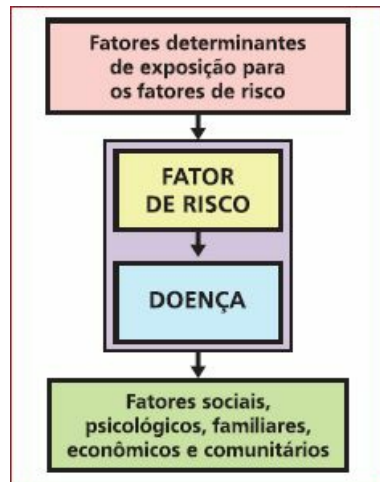 Fatores determinantes
de exposição para
os fatores de risco
FATOR
DE RISCO
DOENÇA
Fatores sociais,
psicológicos, familiares,
econômicos e comunitários